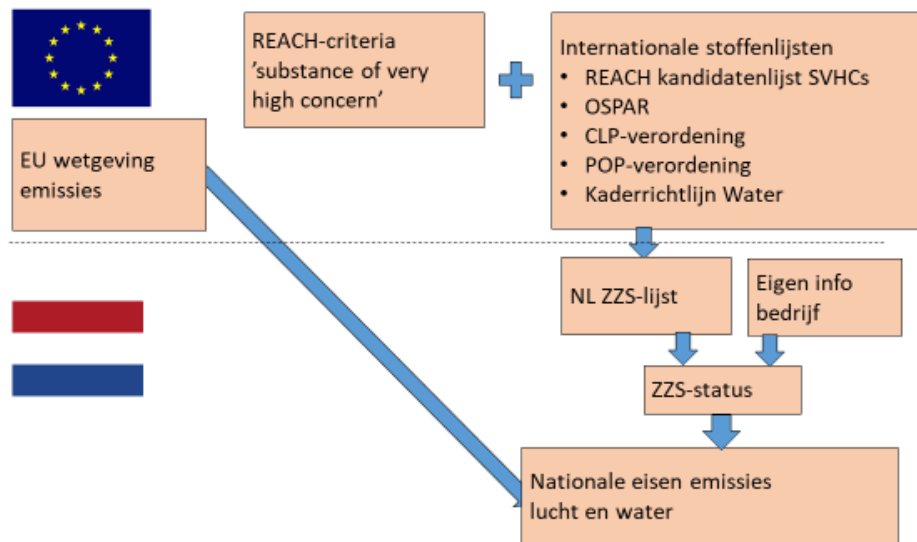 REACH-criteria
’substance of very
high concern’
Internationale stoffenlijsten
• REACH kandidatenlijst SVHCs
• OSPAR
• CLP-verordening
• POP-verordening
• Kaderrichtlijn Water
EU wetgeving
emissies
NL ZZS-lijst
Eigen info
bedrijf
ZZS-status
Nationale eisen emissies
lucht en water